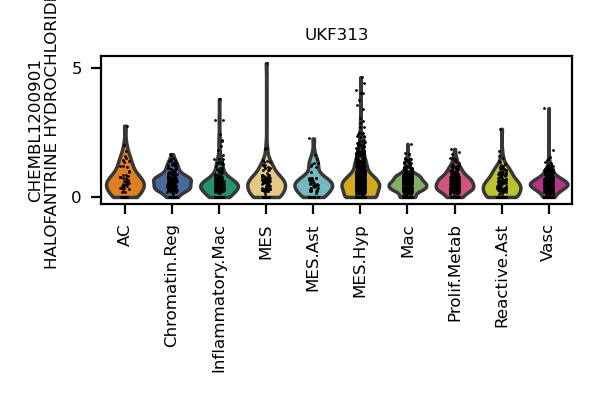 UKF313
CHEMBL1200901
HALOFANTRINE HYDROCHLORIDE
5
0
AC
Chromatin.Reg
Inflammatory.Mac
MES
MES.Ast
MES.Hyp
Mac
Prolif.Metab
Reactive.Ast
Vasc